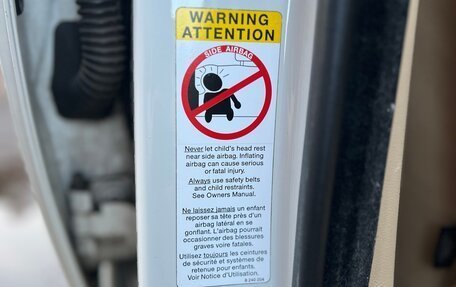 WARNING
ATTENTION
SIDE AIRBAG
Never let child's head rest
near side airbag. Inflating
airbag can cause serious
or fatal injury.
Always use safety belts
and child restraints.
See Owners Manual.
Ne laissez jamais un enfant
reposer sa tête près d'un
airbag latéral en se
gonflant. L'airbag pourrait
occasionner des blessures
graves voire fatales.
Utilisez toujours les ceintures
de sécurité et systèmes de
retenue pour enfants.
Voir Notice d'Utilisation.